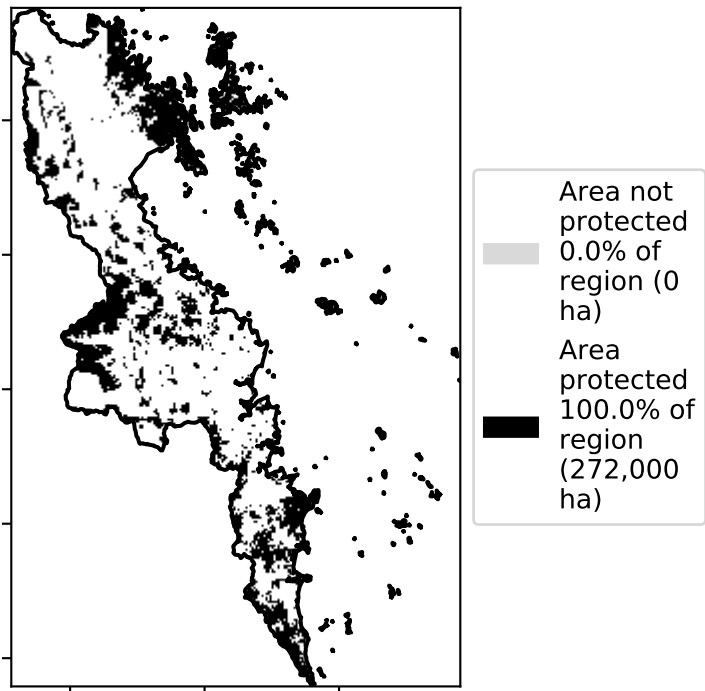 Area not
protected
0.0% of
region (0
ha)
Area
protected
100.0% of
region
(272,000
ha)